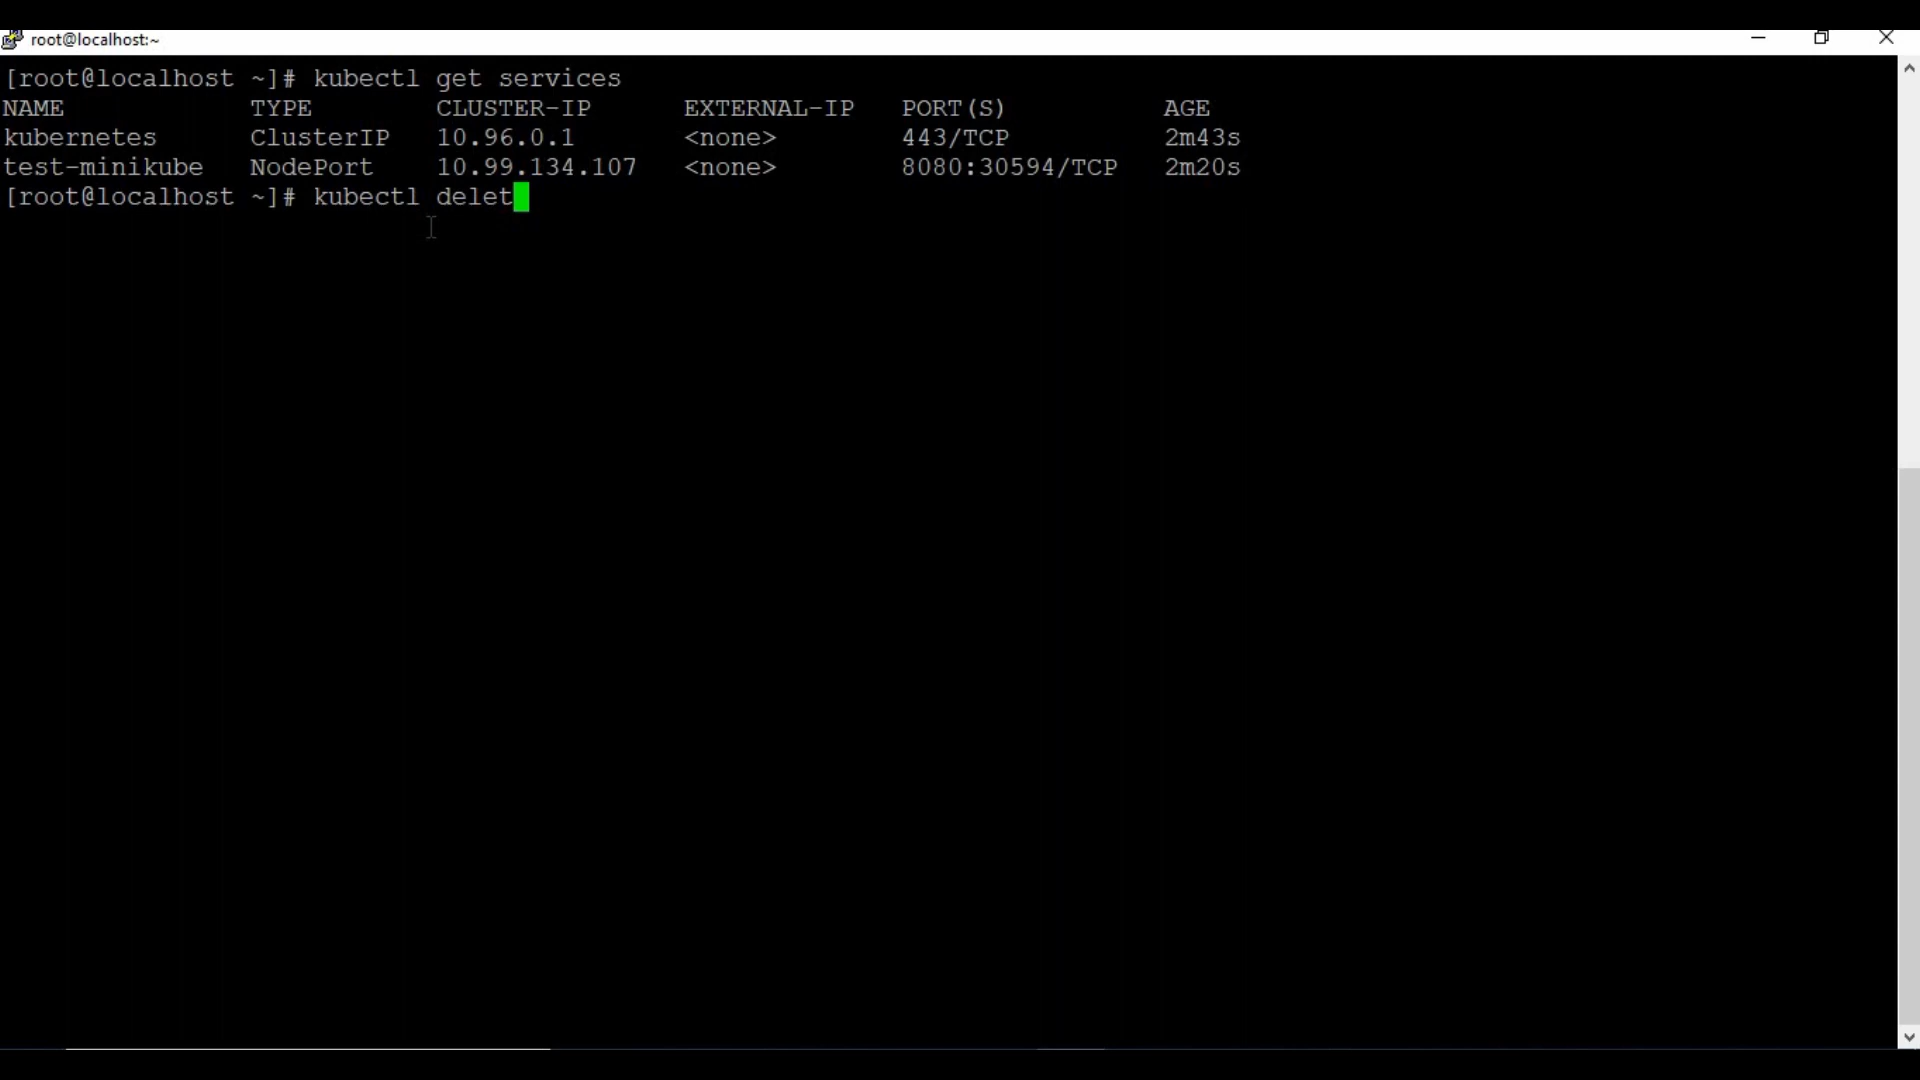 root@localhost:~
[root@localhost ~]# kubectl get services
NAME TYPE CLUSTER-IP EXTERNAL-IP PORT(S) AGE
kubernetes ClusterIP 10.96.0.1 <none> 443/TCP 2m43s
test-minikube NodePort 10.99.134.107 <none> 8080:30594/TCP 2m20s
[root@localhost ~]# kubectl delet